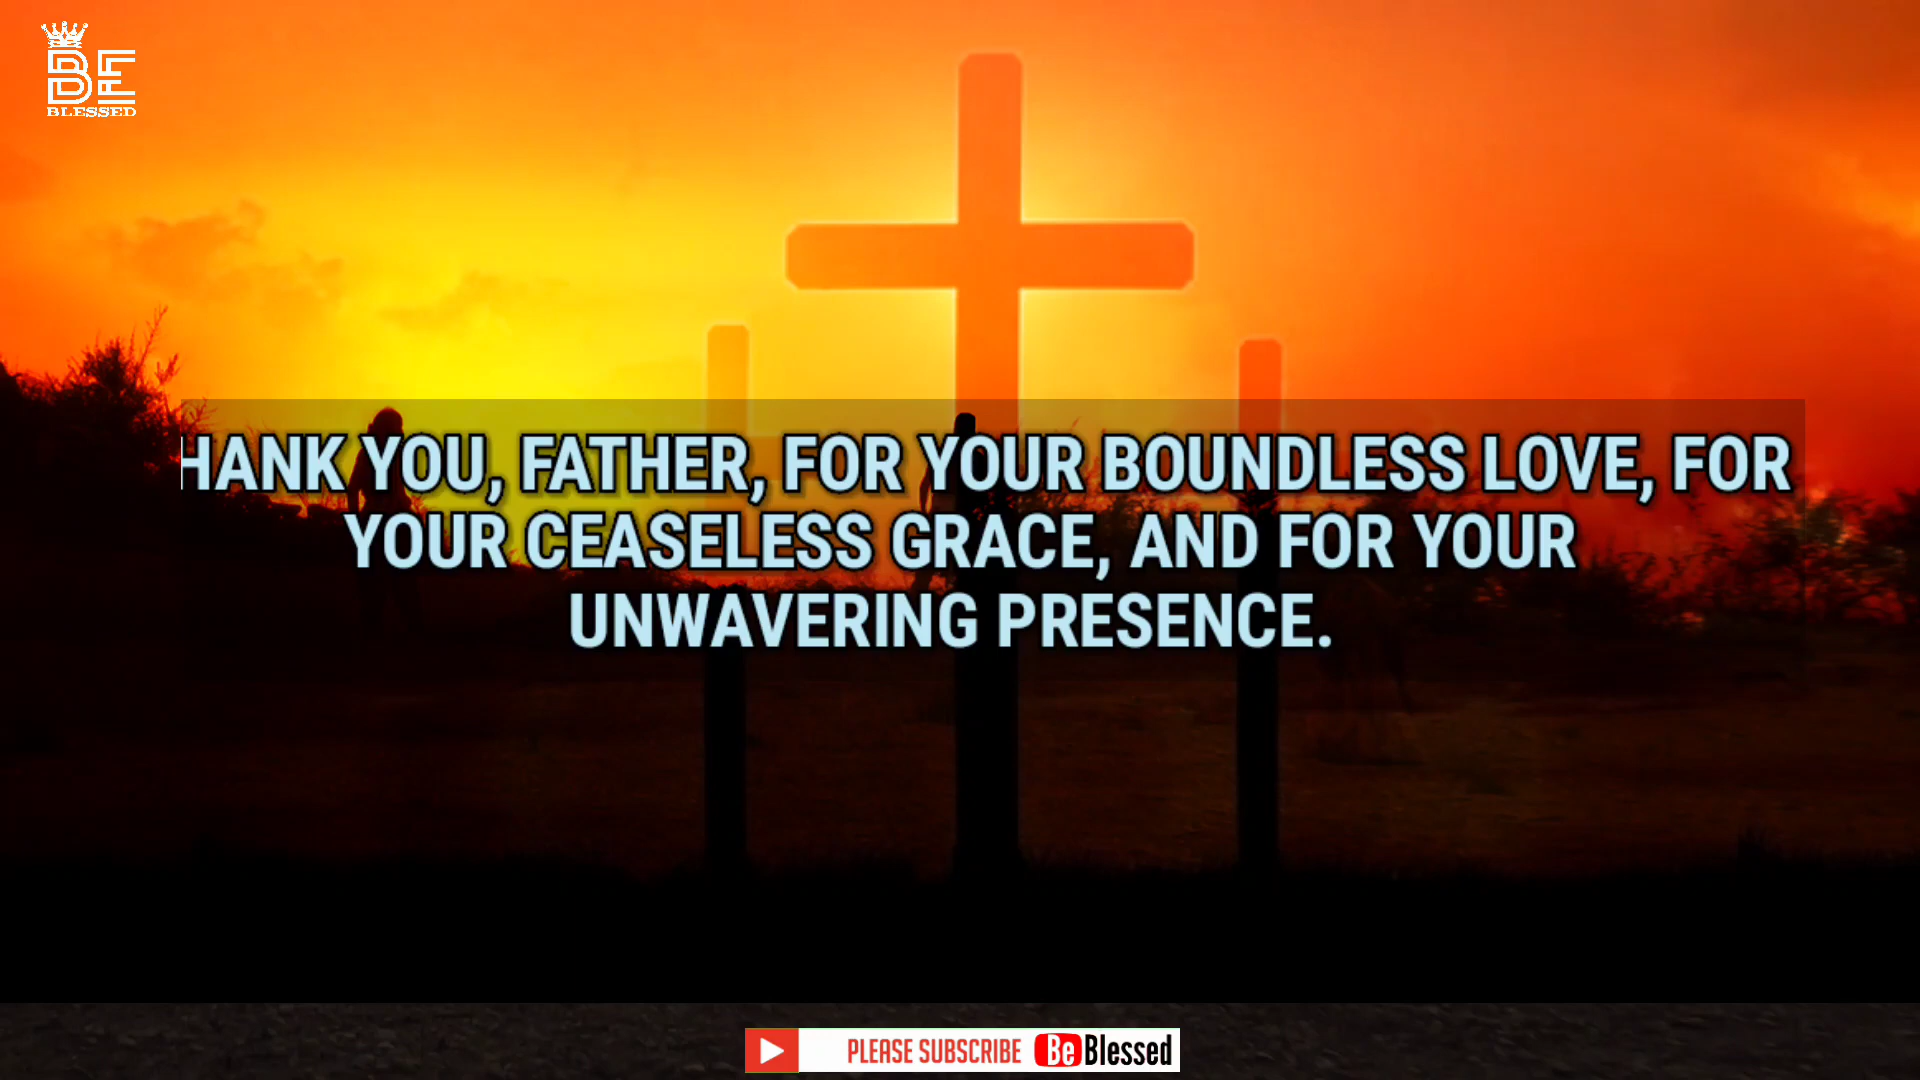 BE
BLESSED
HANK YOU, FATHER, FOR YOUR BOUNDLESS LOVE, FOR
YOUR CEASELESS GRACE, AND FOR YOUR
UNWAVERING PRESENCE.
PLEASE SUBSCRIBE Be Blessed